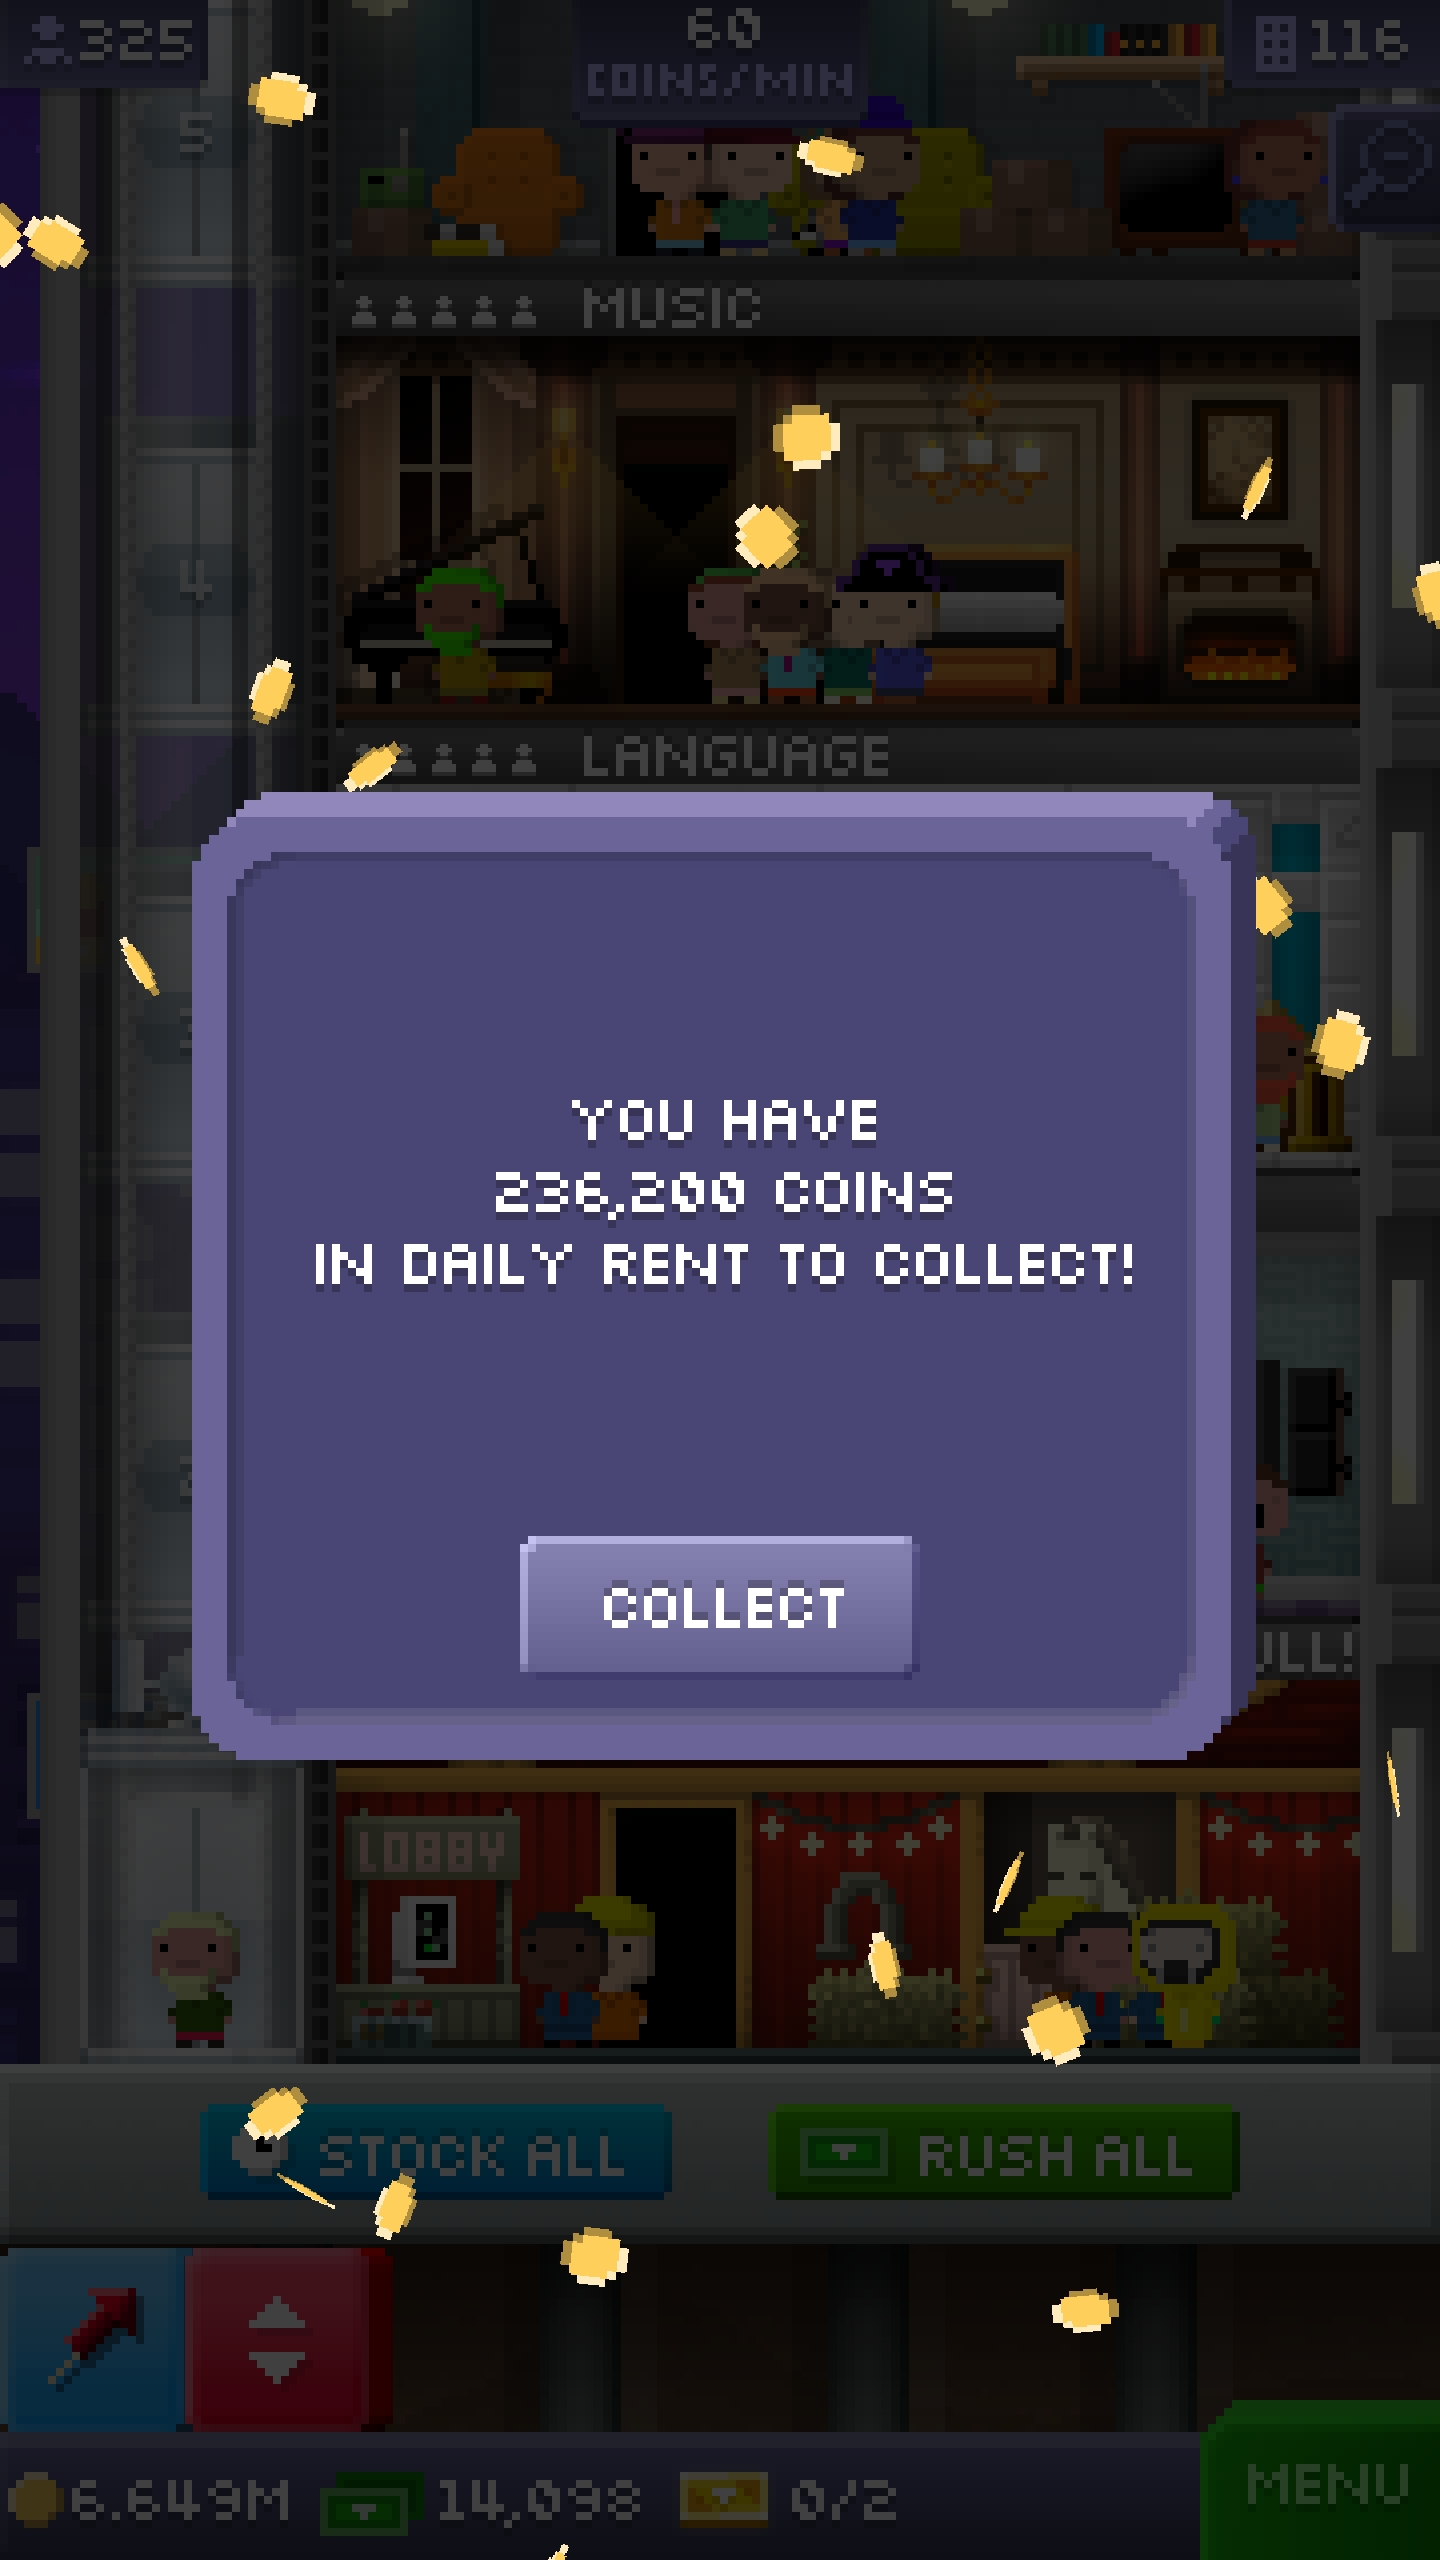 325
60
COINS/MIN
116
5
MUSIC
4
LANGUAGE
YOU HAVE
236,200 COINS
IN DAILY RENT TO COLLECT!
COLLECT
ULL!
LOBBY
STOCK ALL
RUSH ALL
6.649M
14,098
0/2
MENU